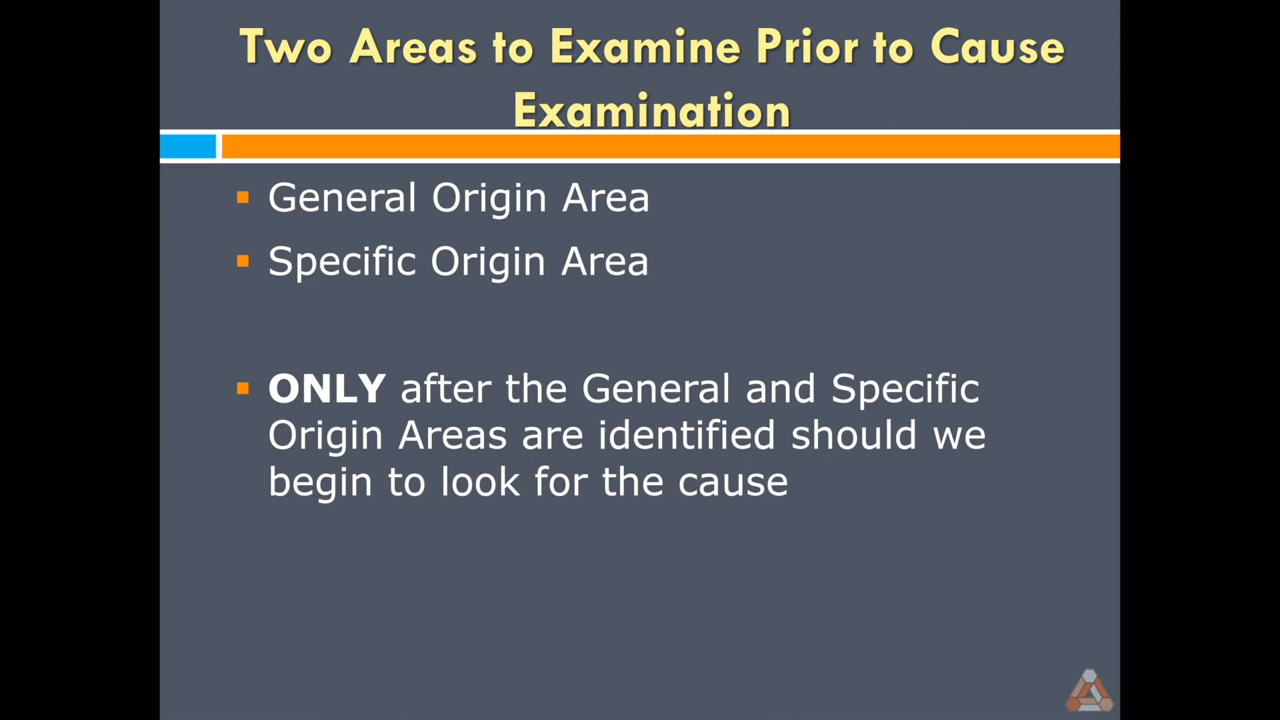 Two Areas to Examine Prior to Cause
Examination
General Origin Area
Specific Origin Area
ONLY after the General and Specific
Origin Areas are identified should we
begin to look for the cause